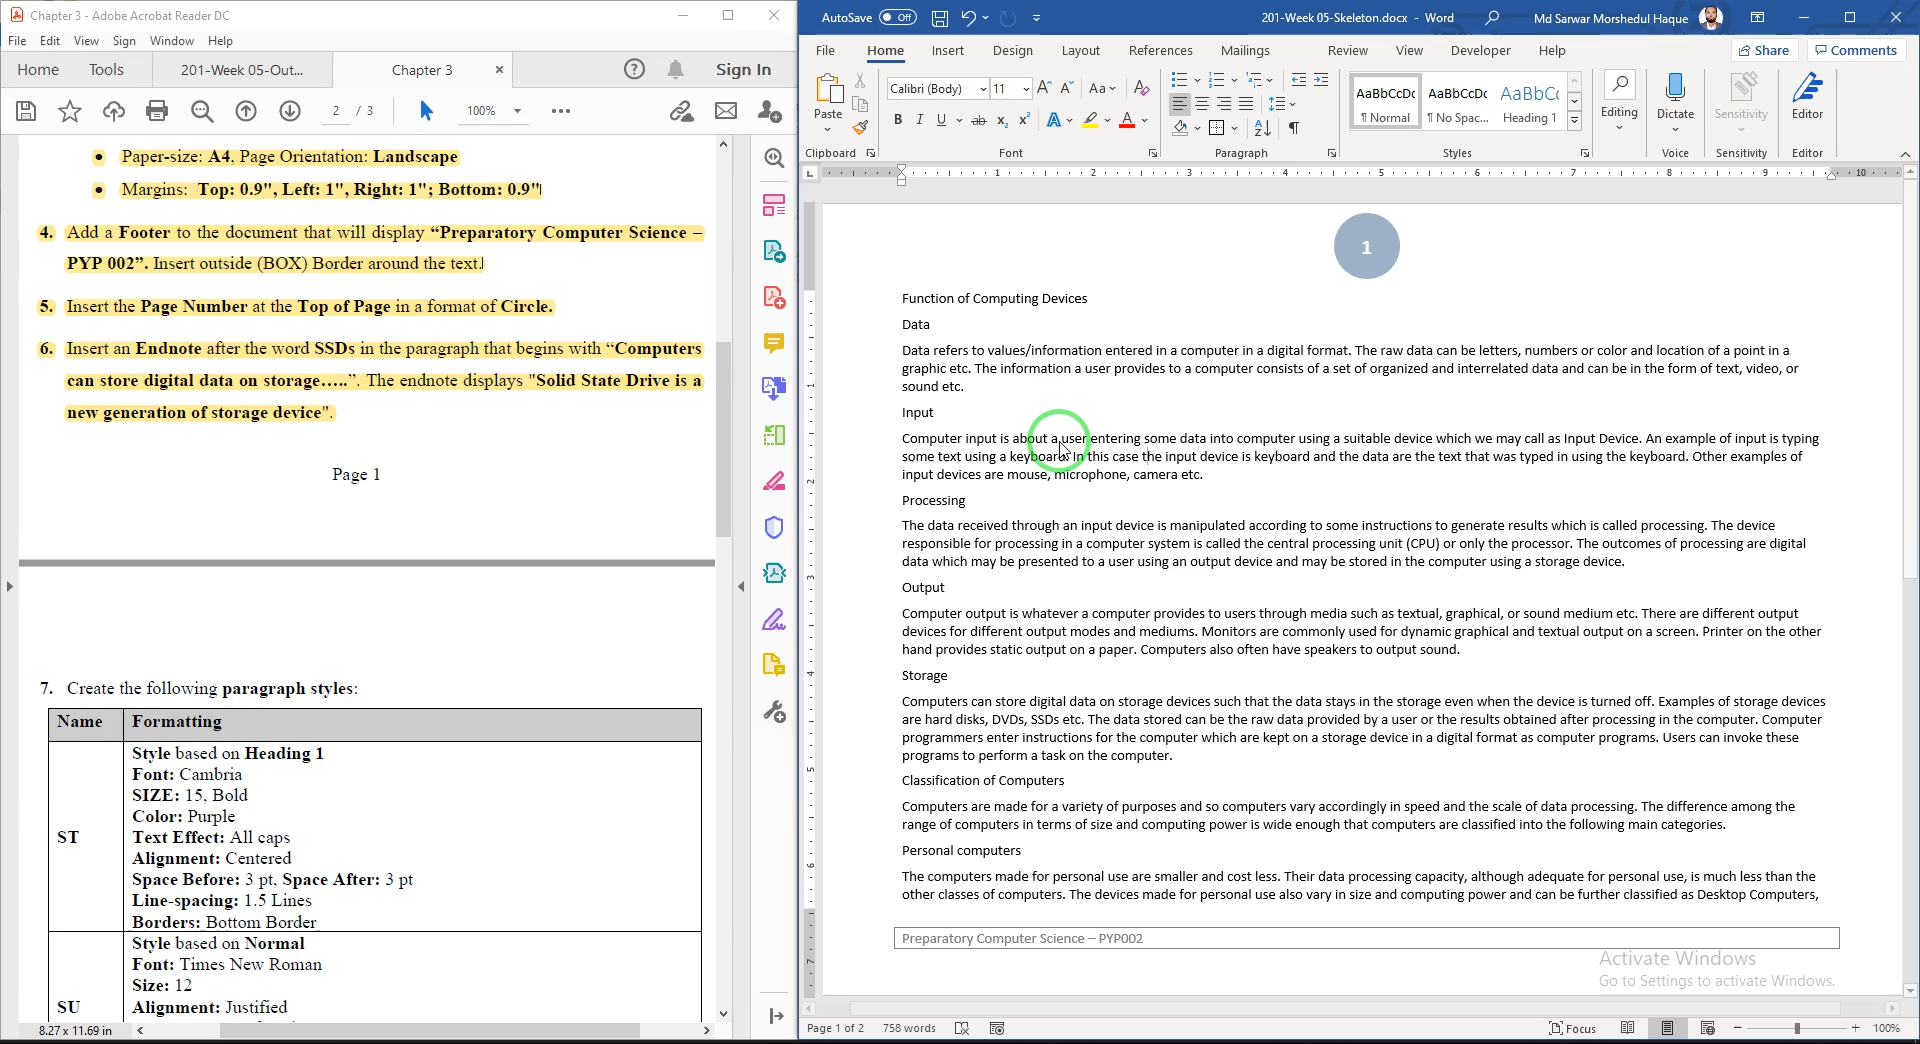 Chapter 3 - Adobe Acrobat Reader DC
File Edit View Sign Window Help
Home Tools 201-Week 05-Out... Chapter 3 × Sign In
2 / 3 100%
• Paper-size: A4, Page Orientation: Landscape
• Margins: Top: 0.9", Left: 1", Right: 1"; Bottom: 0.9"
4. Add a Footer to the document that will display “Preparatory Computer Science –
PYP 002”. Insert outside (BOX) Border around the text.
5. Insert the Page Number at the Top of Page in a format of Circle.
6. Insert an Endnote after the word SSDs in the paragraph that begins with “Computers
can store digital data on storage…..”. The endnote displays "Solid State Drive is a
new generation of storage device".
Page 1
7. Create the following paragraph styles:
Name Formatting
ST
Style based on Heading 1
Font: Cambria
SIZE: 15, Bold
Color: Purple
Text Effect: All caps
Alignment: Centered
Space Before: 3 pt, Space After: 3 pt
Line-spacing: 1.5 Lines
Borders: Bottom Border
SU
Style based on Normal
Font: Times New Roman
Size: 12
Alignment: Justified
8.27 x 11.69 in
AutoSave Off 201-Week 05-Skeleton.docx - Word Md Sarwar Morshedul Haque
File Home Insert Design Layout References Mailings Review View Developer Help Share Comments
Paste Calibri (Body) 11 Aa AaBbCcDc AaBbCcDc AaBbCc Editing Dictate Sensitivity Editor
B I U ab x₂ x² A A ¶ Normal ¶ No Spac... Heading 1
Clipboard Font Paragraph Styles Voice Sensitivity Editor
1 2 3 4 5 6 7 8 9 10
1
Function of Computing Devices
Data
Data refers to values/information entered in a computer in a digital format. The raw data can be letters, numbers or color and location of a point in a
graphic etc. The information a user provides to a computer consists of a set of organized and interrelated data and can be in the form of text, video, or
sound etc.
Input
Computer input is about a user entering some data into computer using a suitable device which we may call as Input Device. An example of input is typing
some text using a keyboard. In this case the input device is keyboard and the data are the text that was typed in using the keyboard. Other examples of
input devices are mouse, microphone, camera etc.
Processing
The data received through an input device is manipulated according to some instructions to generate results which is called processing. The device
responsible for processing in a computer system is called the central processing unit (CPU) or only the processor. The outcomes of processing are digital
data which may be presented to a user using an output device and may be stored in the computer using a storage device.
Output
Computer output is whatever a computer provides to users through media such as textual, graphical, or sound medium etc. There are different output
devices for different output modes and mediums. Monitors are commonly used for dynamic graphical and textual output on a screen. Printer on the other
hand provides static output on a paper. Computers also often have speakers to output sound.
Storage
Computers can store digital data on storage devices such that the data stays in the storage even when the device is turned off. Examples of storage devices
are hard disks, DVDs, SSDs etc. The data stored can be the raw data provided by a user or the results obtained after processing in the computer. Computer
programmers enter instructions for the computer which are kept on a storage device in a digital format as computer programs. Users can invoke these
programs to perform a task on the computer.
Classification of Computers
Computers are made for a variety of purposes and so computers vary accordingly in speed and the scale of data processing. The difference among the
range of computers in terms of size and computing power is wide enough that computers are classified into the following main categories.
Personal computers
The computers made for personal use are smaller and cost less. Their data processing capacity, although adequate for personal use, is much less than the
other classes of computers. The devices made for personal use also vary in size and computing power and can be further classified as Desktop Computers,
Preparatory Computer Science – PYP002
Activate Windows
Go to Settings to activate Windows.
Page 1 of 2 758 words Focus 100%